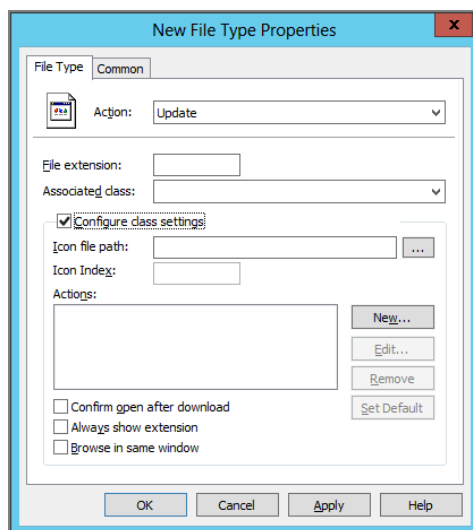 New File Type Properties
x
File Type
Common
Action:
Update
File extension:
Associated class:
Configure class settings
Icon file path:
...
Icon Index:
Actions:
New...
Edit...
Remove
Set Default
Confirm open after download
Always show extension
Browse in same window
OK
Cancel
Apply
Help